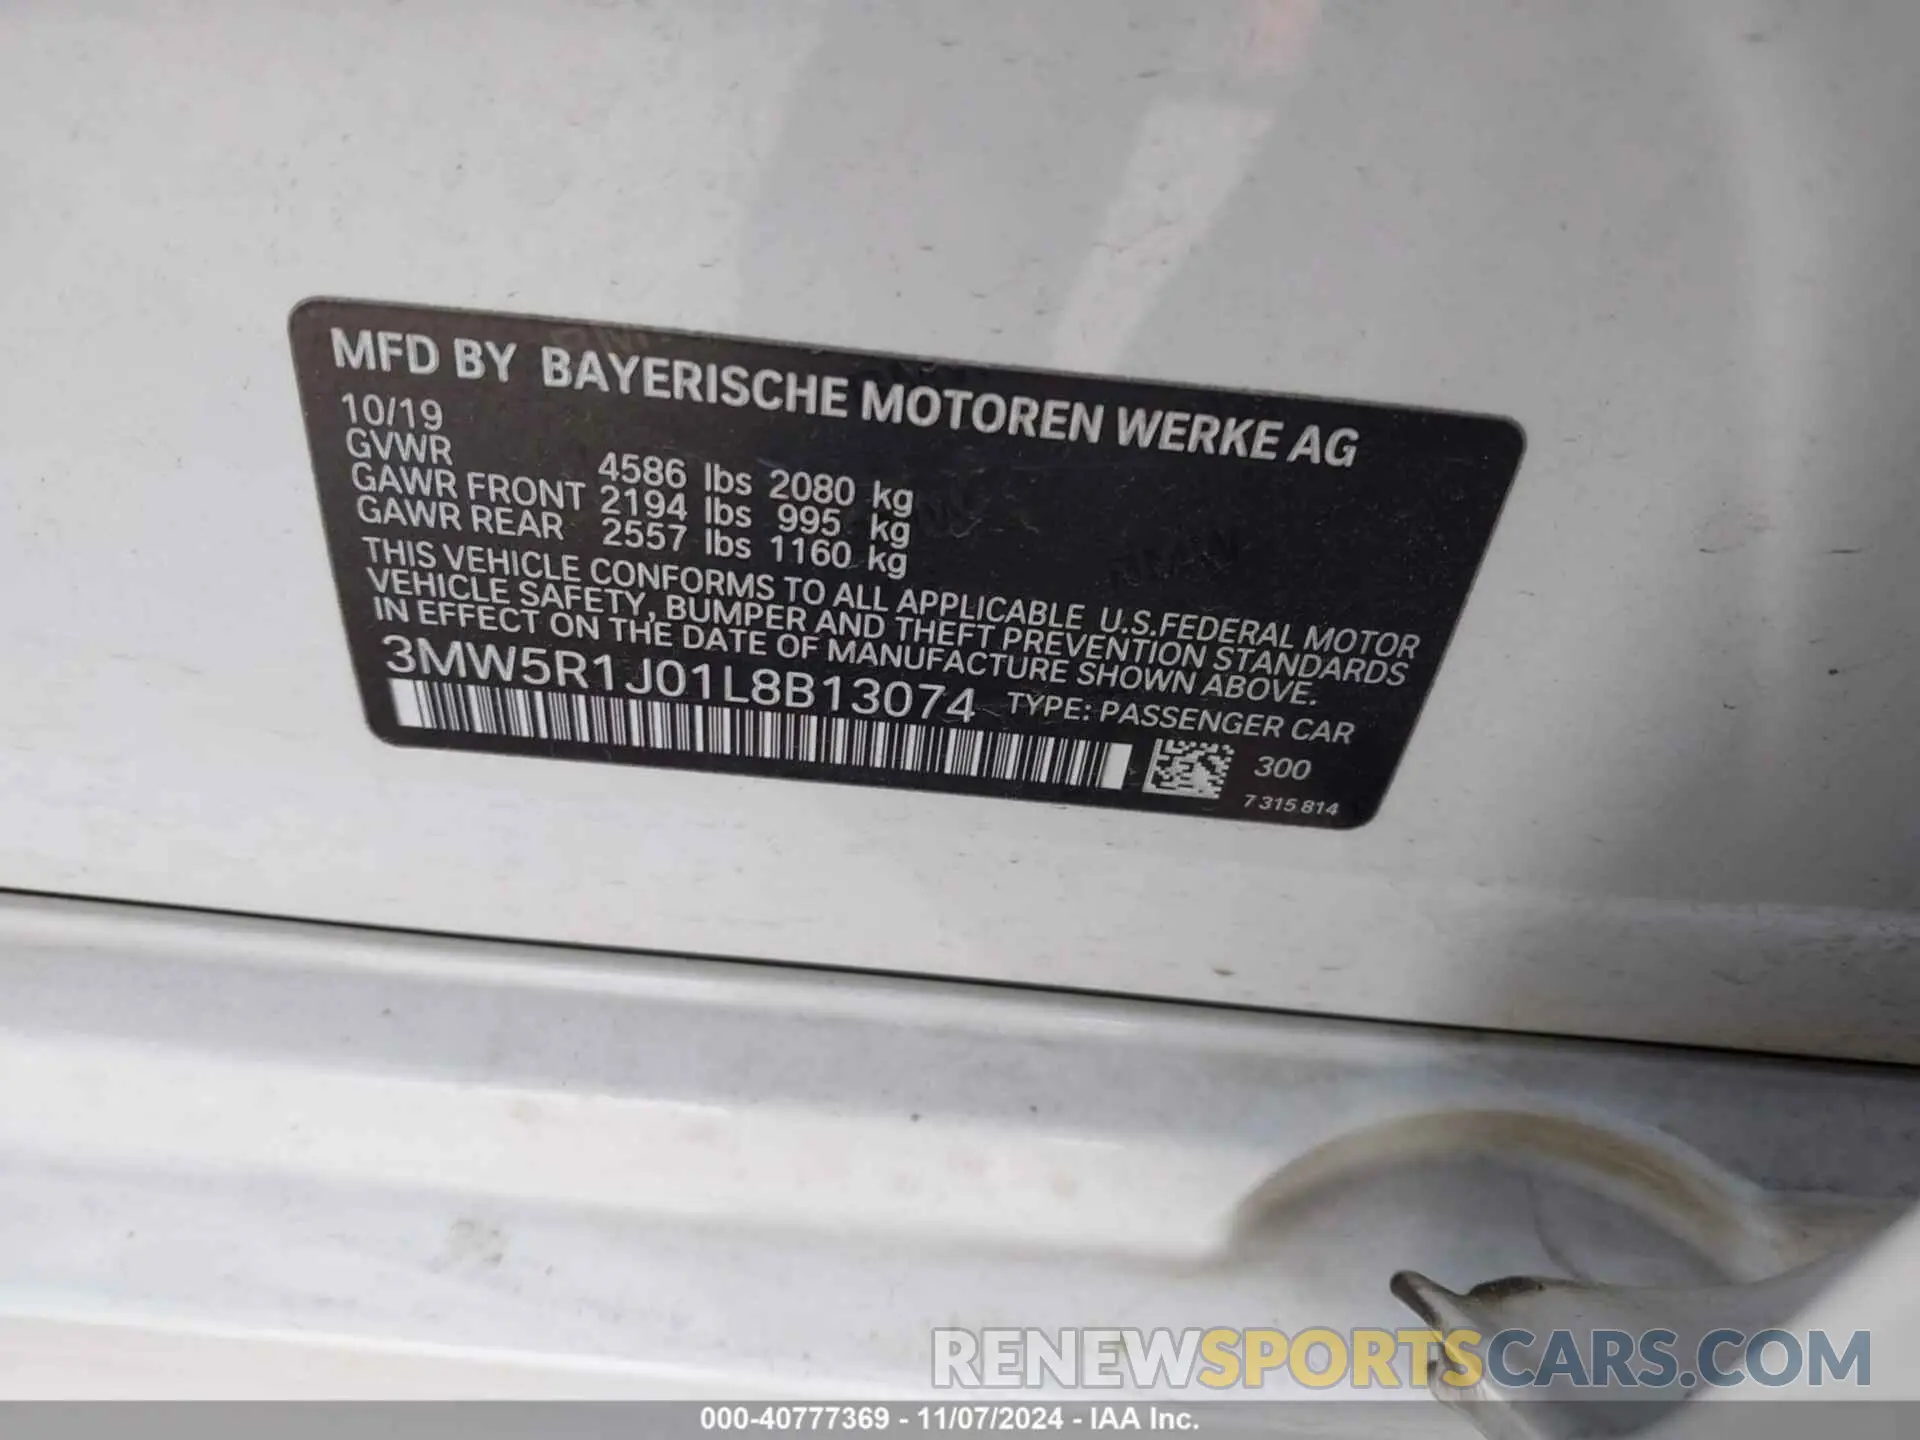 MFD BY BAYERISCHE MOTOREN WERKE AG
10/19
GVWR 4586 lbs 2080 kg
GAWR FRONT 2194 lbs 995 kg
GAWR REAR 2557 lbs 1160 kg
THIS VEHICLE CONFORMS TO ALL APPLICABLE U.S.FEDERAL MOTOR
VEHICLE SAFETY, BUMPER AND THEFT PREVENTION STANDARDS
IN EFFECT ON THE DATE OF MANUFACTURE SHOWN ABOVE.
3MW5R1J01L8B13074 TYPE: PASSENGER CAR
300
7 315 814
RENEWSPORTSCARS.COM
000-40777369 - 11/07/2024 - IAA Inc.